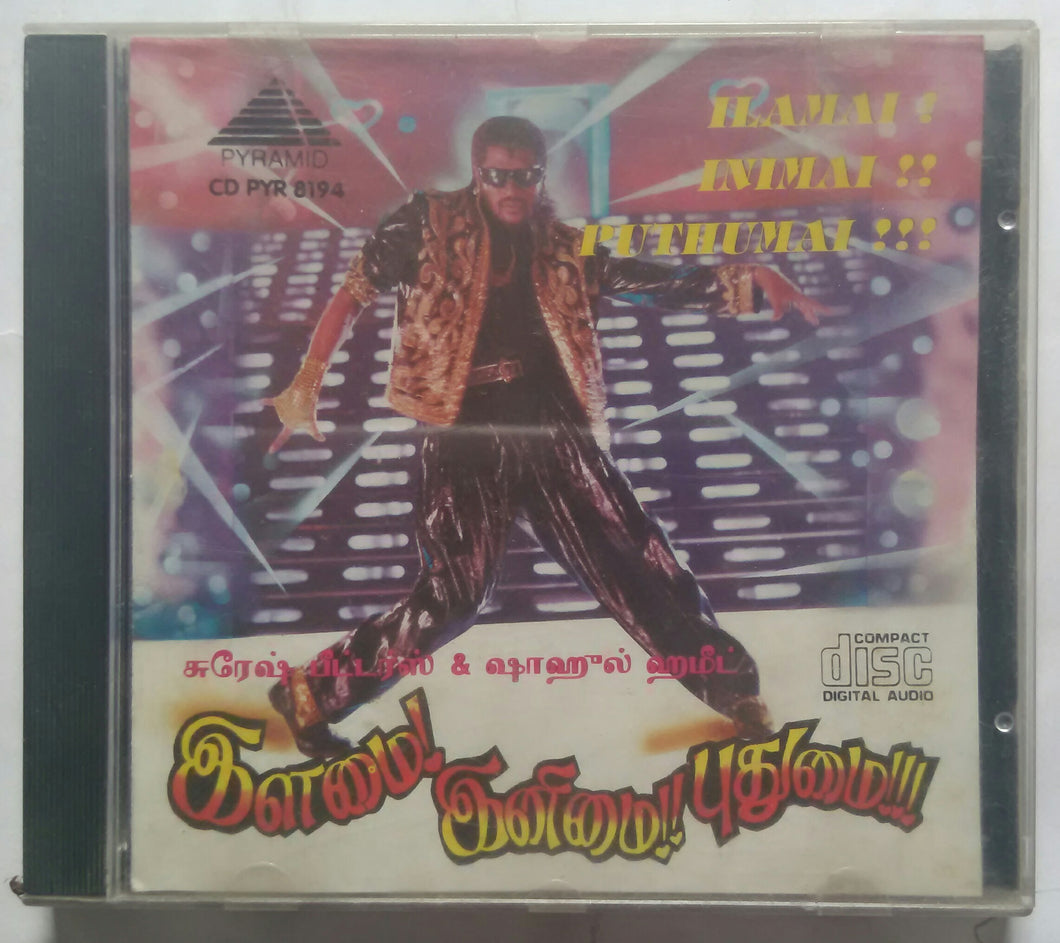 PYRAMID
CD PYR 8194
ILAMAI !
INIMAI !!
PUTHUMAI !!!
சுரேஷ் பீட்டர்ஸ் & ஷாஹுல் ஹமீட்
COMPACT
disc
DIGITAL AUDIO
இளமை!
இனிமை!!
புதுமை!!!